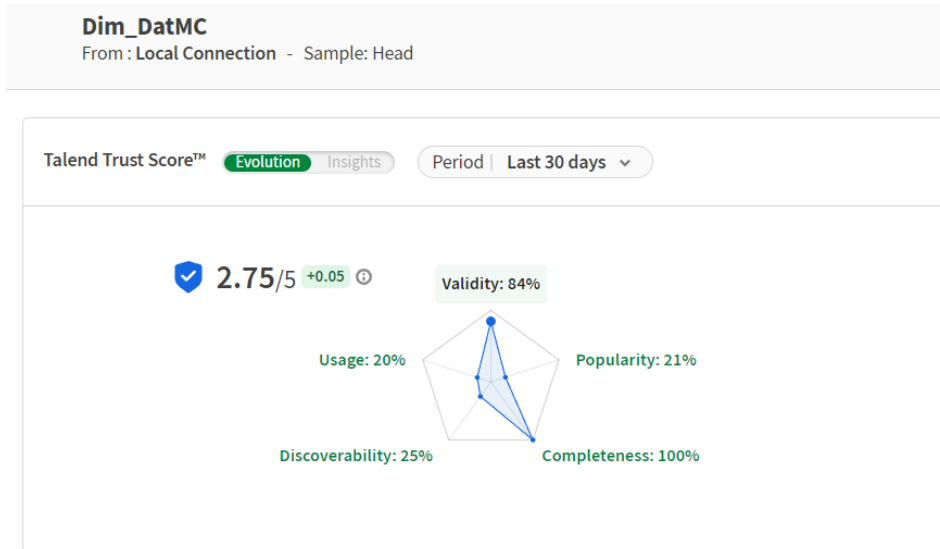 Dim_DatMC
From : Local Connection - Sample: Head
Talend Trust Score™ Evolution Insights Period | Last 30 days
2.75/5 +0.05
Validity: 84%
Usage: 20%
Popularity: 21%
Discoverability: 25%
Completeness: 100%